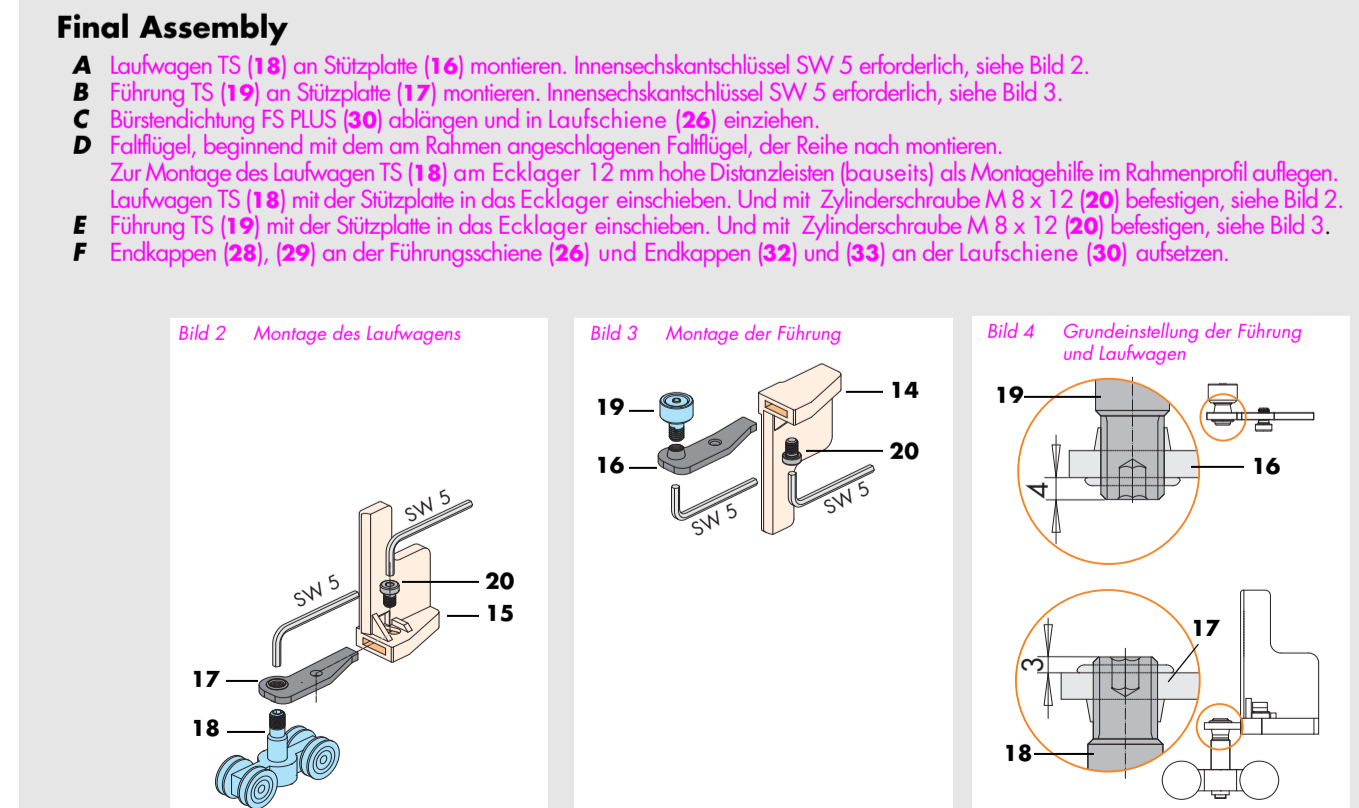 Final Assembly
A Laufwagen TS (18) an Stützplatte (16) montieren. Innensechskantschlüssel SW 5 erforderlich, siehe Bild 2.
B Führung TS (19) an Stützplatte (17) montieren. Innensechskantschlüssel SW 5 erforderlich, siehe Bild 3.
C Bürstendichtung FS PLUS (30) ablängen und in Laufschiene (26) einziehen.
D Faltflügel, beginnend mit dem am Rahmen angeschlagenen Faltflügel, der Reihe nach montieren.
Zur Montage des Laufwagen TS (18) am Ecklager 12 mm hohe Distanzleisten (bauseits) als Montagehilfe im Rahmenprofil auflegen.
Laufwagen TS (18) mit der Stützplatte in das Ecklager einschieben. Und mit Zylinderschraube M 8 x 12 (20) befestigen, siehe Bild 2.
E Führung TS (19) mit der Stützplatte in das Ecklager einschieben. Und mit Zylinderschraube M 8 x 12 (20) befestigen, siehe Bild 3.
F Endkappen (28), (29) an der Führungsschiene (26) und Endkappen (32) und (33) an der Laufschiene (30) aufsetzen.
Bild 2 Montage des Laufwagens
SW 5
SW 5
20
15
17
18
Bild 3 Montage der Führung
14
19
20
16
SW 5
SW 5
Bild 4 Grundeinstellung der Führung
und Laufwagen
19
16
4
17
3
18